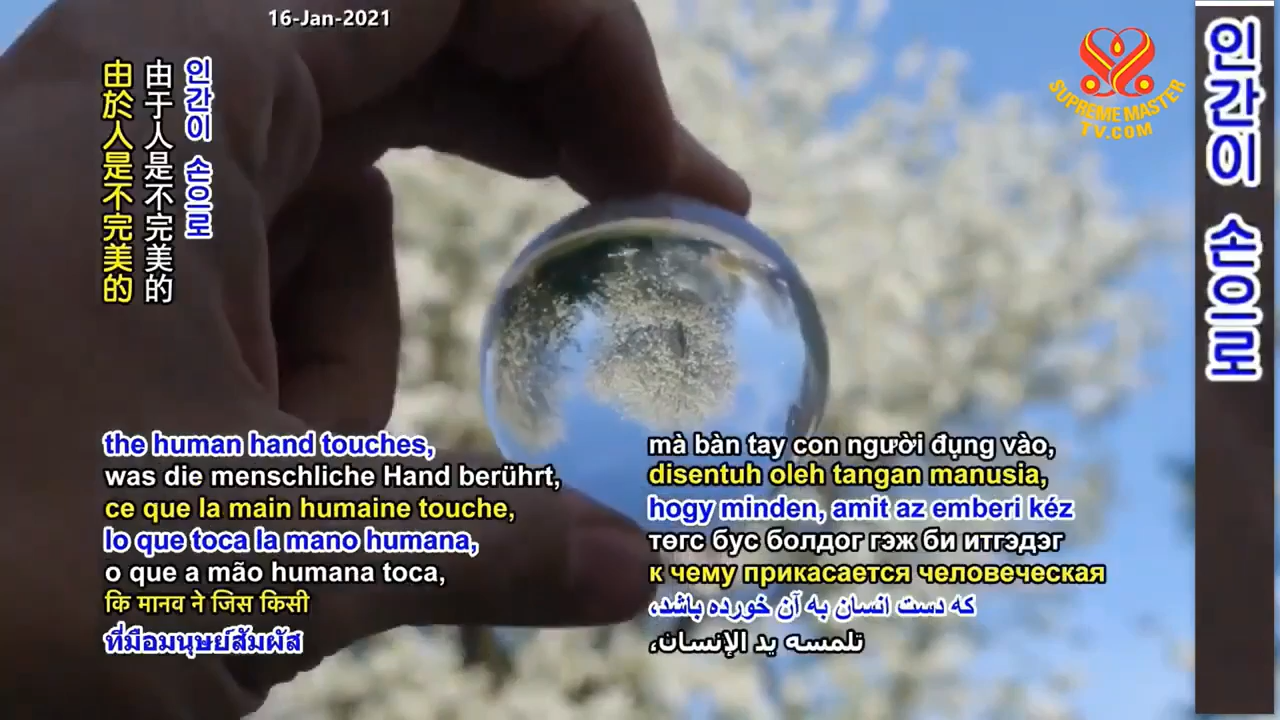 16-Jan-2021
SUPREME MASTER
TV.COM
인간이 손으로
由于人是不完美的
由於人是不完美的
the human hand touches,
was die menschliche Hand berührt,
ce que la main humaine touche,
lo que toca la mano humana,
o que a mão humana toca,
कि मानव ने जिस किसी
ที่มือมนุษย์สัมผัส
mà bàn tay con người đụng vào,
disentuh oleh tangan manusia,
hogy minden, amit az emberi kéz
төгс бус болдог гэж би итгэдэг
к чему прикасается человеческая
که دست انسان به آن خورده باشد،
تلمسه يد الإنسان،
인간이 손으로